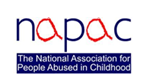 napac
The National Association for
People Abused in Childhood